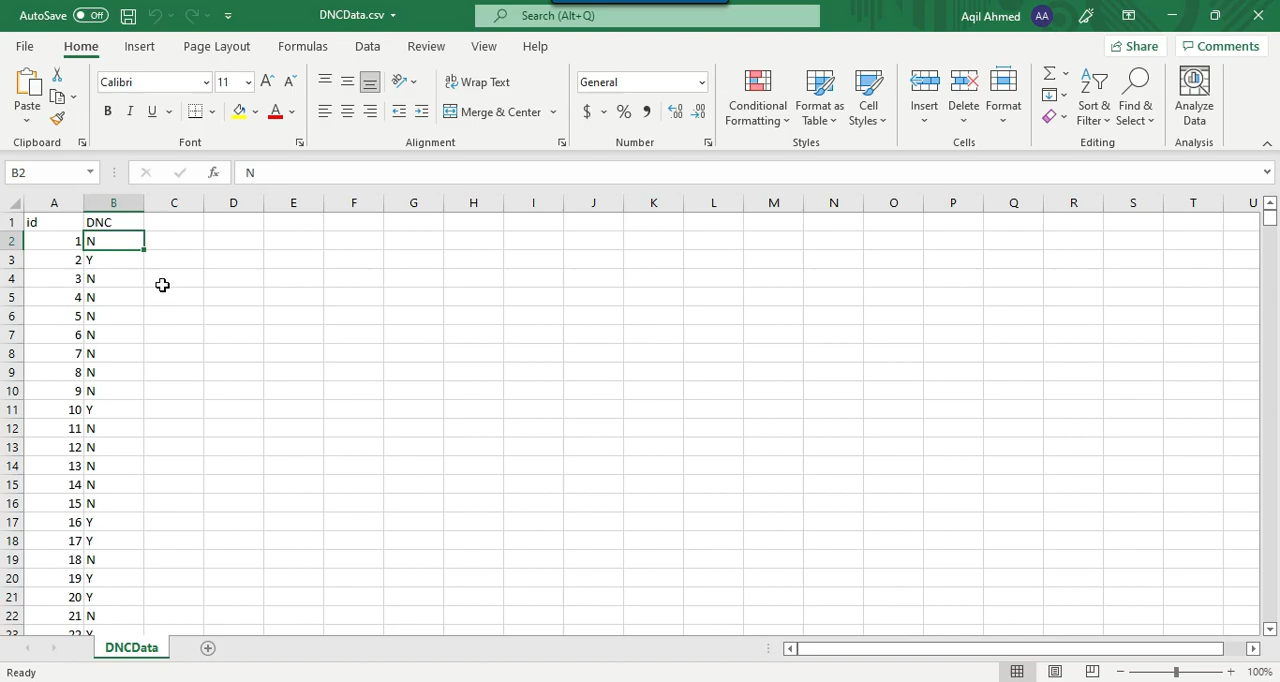 AutoSave Off DNCData.csv Search (Alt+Q) Aqil Ahmed AA
File Home Insert Page Layout Formulas Data Review View Help Share Comments
Paste Calibri 11 Wrap Text General Conditional Formatting Format as Table Cell Styles Insert Delete Format Sort & Filter Find & Select Analyze Data
Merge & Center $ % ,
Clipboard Font Alignment Number Styles Cells Editing Analysis
B2 fx N
A B C D E F G H I J K L M N O P Q R S T U
1 id DNC
2 1 N
3 2 Y
4 3 N
5 4 N
6 5 N
7 6 N
8 7 N
9 8 N
10 9 N
11 10 Y
12 11 N
13 12 N
14 13 N
15 14 N
16 15 N
17 16 Y
18 17 Y
19 18 N
20 19 Y
21 20 Y
22 21 N
23 22 Y
DNCData
Ready 100%